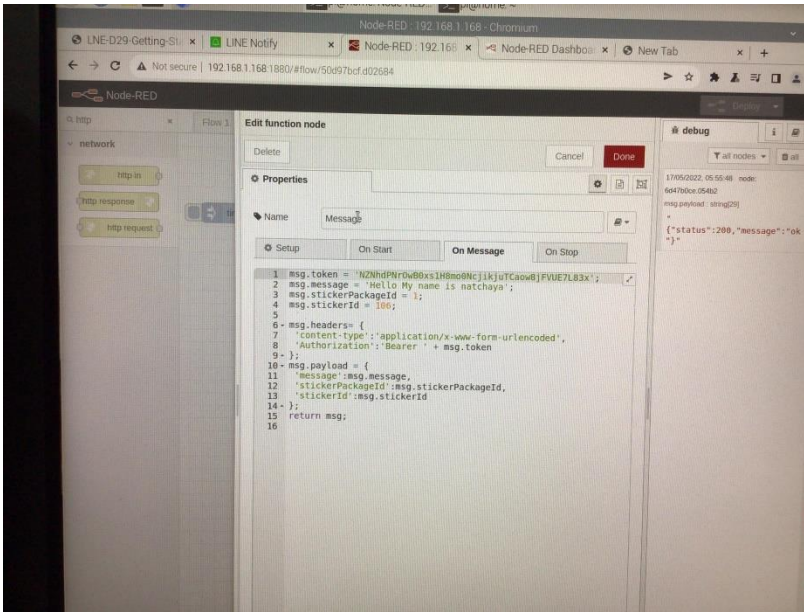 Node-RED : 192.168.1.168 - Chromium
LNE-D29-Getting-St
LINE Notify
Node-RED : 192.168
Node-RED Dashboar
New Tab
Not secure | 192.168.1.168:1880/#flow/50d97bcf.d02684
Node-RED
Deploy
http
Flow 1
network
http in
http response
http request
Edit function node
Delete
Cancel
Done
Properties
Name
Message
Setup
On Start
On Message
On Stop
1 msg.token = '
2 msg.message = 'Hello My name is natchaya';
3 msg.stickerPackageId = 1;
4 msg.stickerId = 106;
5
6 msg.headers= {
7 'content-type':'application/x-www-form-urlencoded',
8 'Authorization':'Bearer ' + msg.token
9 };
10 msg.payload = {
11 'message':msg.message,
12 'stickerPackageId':msg.stickerPackageId,
13 'stickerId':msg.stickerId
14 };
15 return msg;
16
debug
i
all nodes
all
17/05/2022, 05:55:48 node:
6d47b0ce.054b2
msg.payload : string[29]
"
{"status":200,"message":"ok
"}"